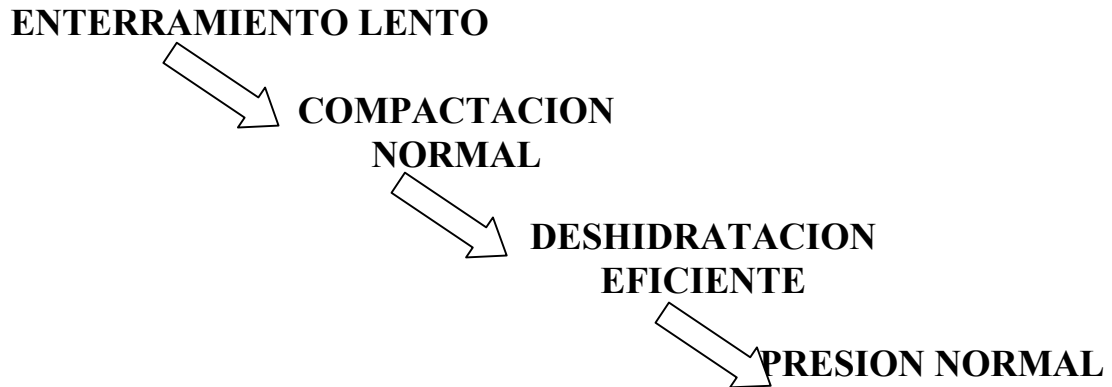 ENTERRAMIENTO LENTO
COMPACTACION
NORMAL
DESHIDRATACION
EFICIENTE
PRESION NORMAL